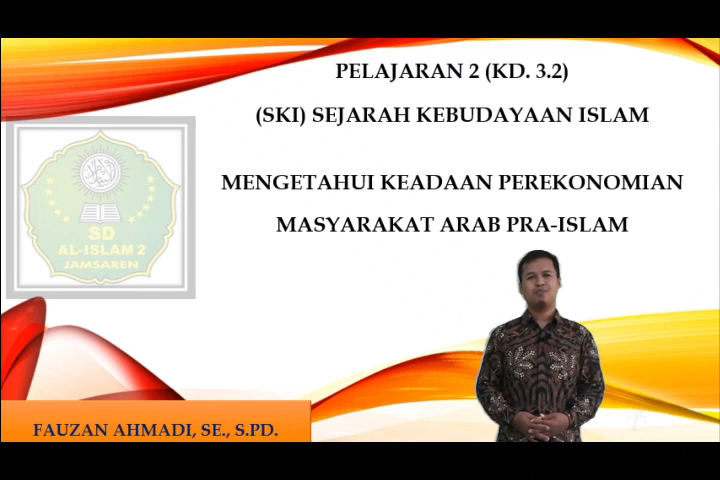 PELAJARAN 2 (KD. 3.2)
(SKI) SEJARAH KEBUDAYAAN ISLAM
MENGETAHUI KEADAAN PEREKONOMIAN
MASYARAKAT ARAB PRA-ISLAM
SD
AL-ISLAM 2
JAMSAREN
FAUZAN AHMADI, SE., S.PD.